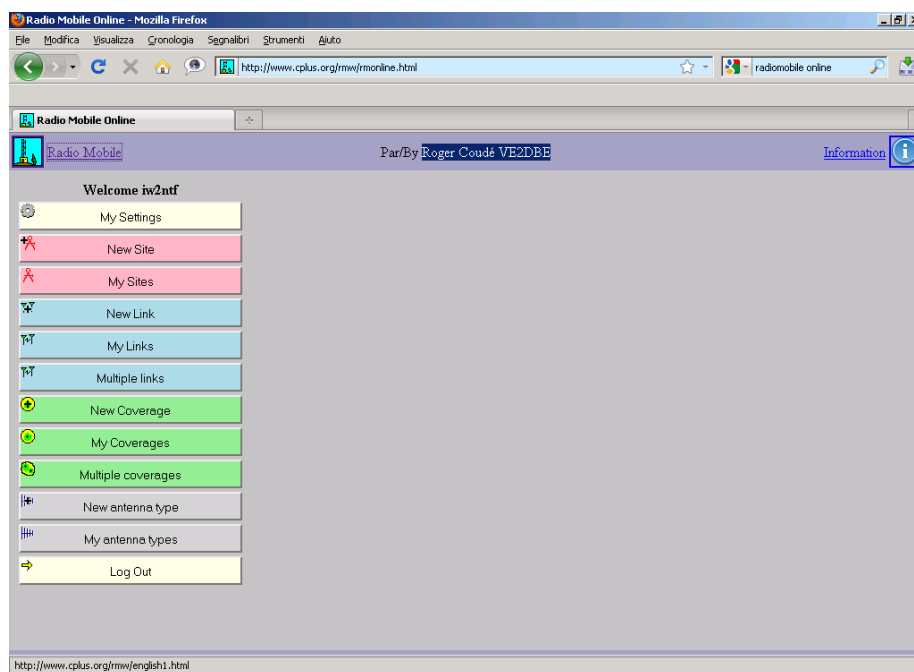 Radio Mobile Online - Mozilla Firefox
File Modifica Visualizza Cronologia Segnalibri Strumenti Aiuto
http://www.cplus.org/rmw/rmonline.html radiomobile online
Radio Mobile Online
Radio Mobile Par/By Roger Coudé VE2DBE Information
Welcome iw2ntf
My Settings
New Site
My Sites
New Link
My Links
Multiple links
New Coverage
My Coverages
Multiple coverages
New antenna type
My antenna types
Log Out
http://www.cplus.org/rmw/english1.html